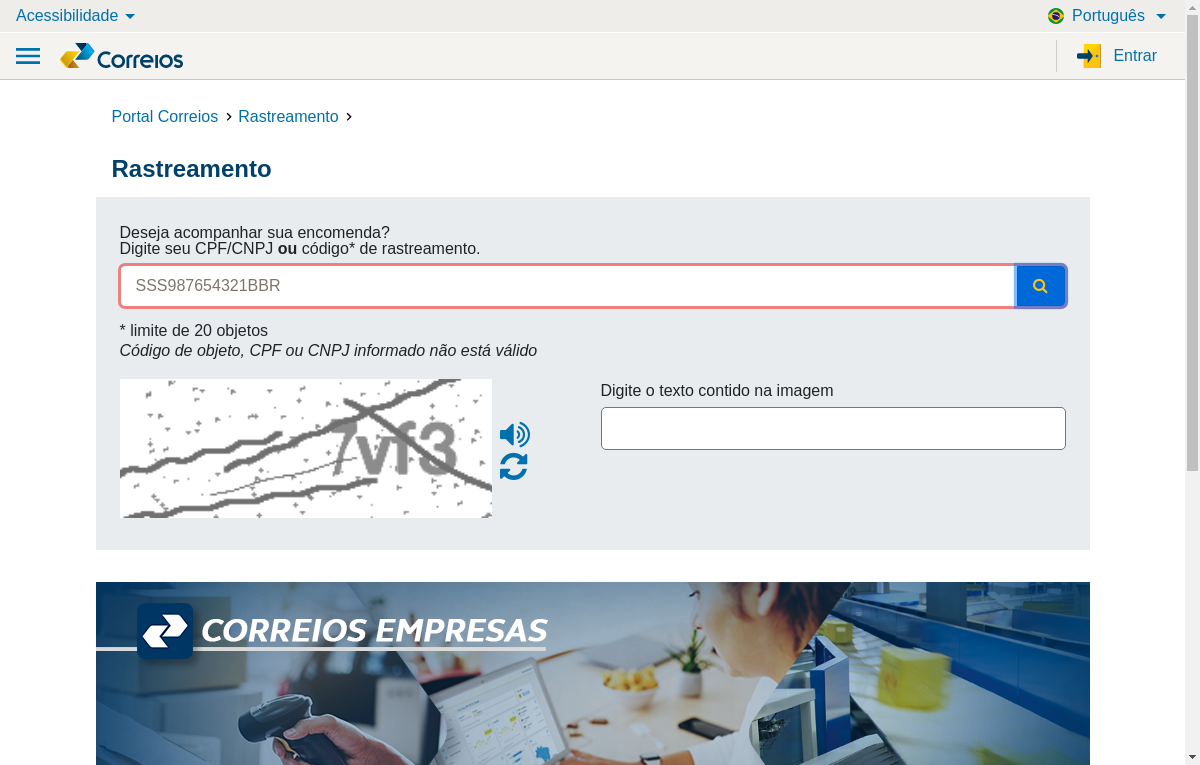 Acessibilidade
Português
Correios
Entrar
Portal Correios
Rastreamento
Rastreamento
Deseja acompanhar sua encomenda?
Digite seu CPF/CNPJ ou código* de rastreamento.
SSS987654321BBR
* limite de 20 objetos
Código de objeto, CPF ou CNPJ informado não está válido
Digite o texto contido na imagem
7vf3
CORREIOS EMPRESAS